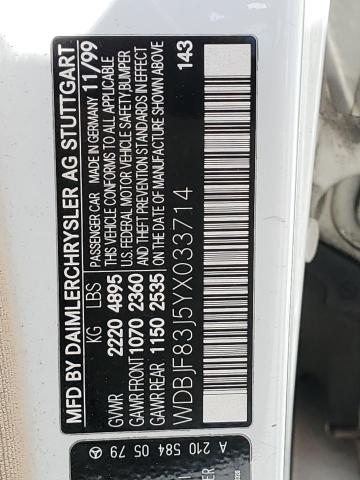 MFD BY DAIMLERCHRYSLER AG STUTTGART
PASSENGER CAR MADE IN GERMANY 11/99
THIS VEHICLE CONFORMS TO ALL APPLICABLE
U.S. FEDERAL MOTOR VEHICLE SAFETY,BUMPER
AND THEFT PREVENTION STANDARDS IN EFFECT
ON DATE OF MANUFACTURE SHOWN ABOVE
143
KG LBS
GVWR 2220 4895
GAWR FRONT 1070 2360
GAWR REAR 1150 2535
WDBJF83J5YX033714
A 210 584 05 79